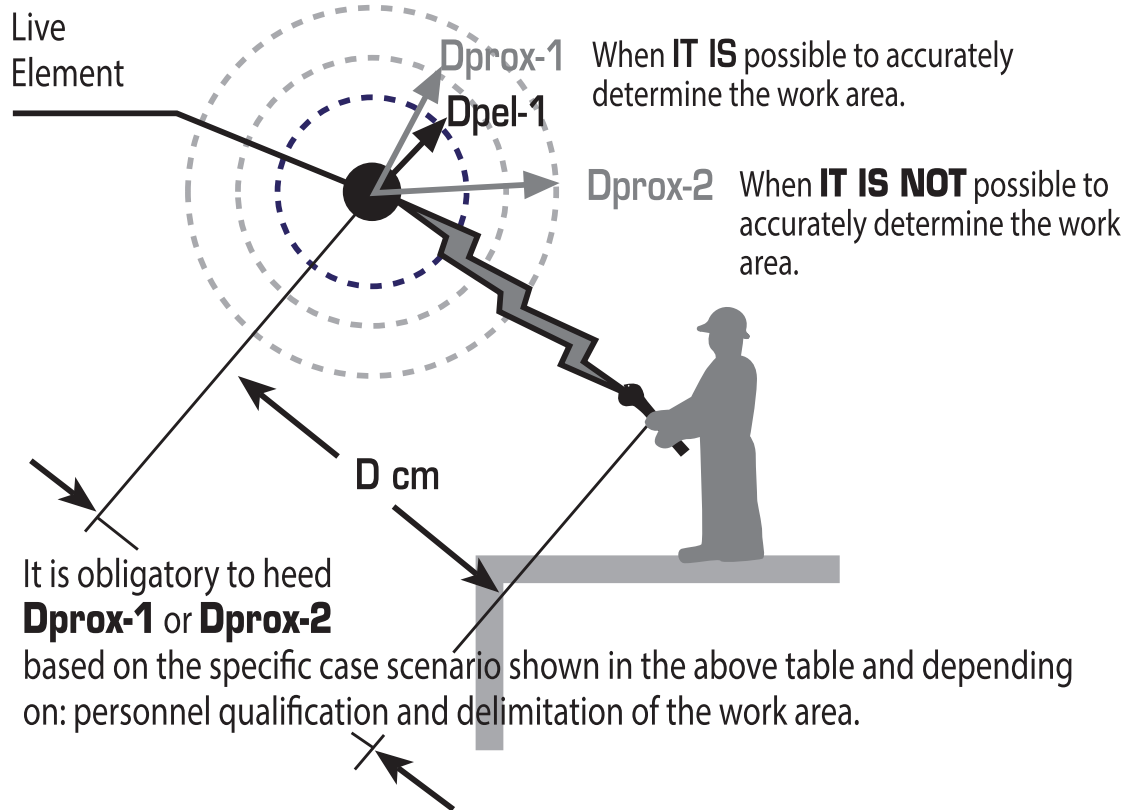 Live
Element
Dprox-1
When IT IS possible to accurately
determine the work area.
Dpel-1
Dprox-2
When IT IS NOT possible to
accurately determine the work
area.
D cm
It is obligatory to heed
Dprox-1 or Dprox-2
based on the specific case scenario shown in the above table and depending
on: personnel qualification and delimitation of the work area.